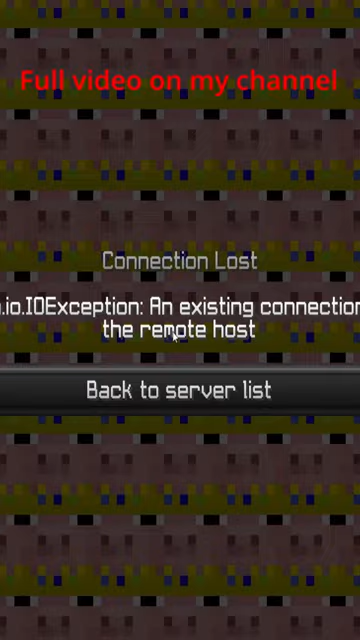 Full video on my channel
Connection Lost
.io.IOException: An existing connection
the remote host
Back to server list